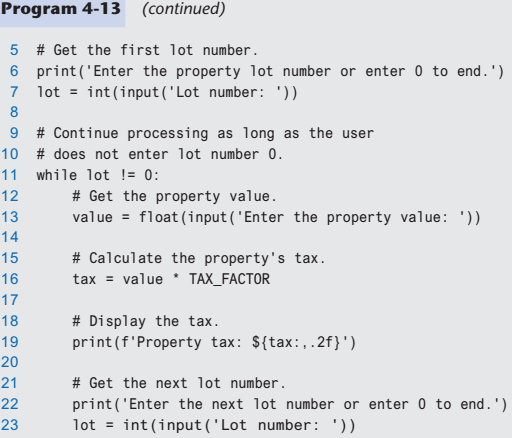 Program 4-13 (continued)
5 # Get the first lot number.
6 print('Enter the property lot number or enter 0 to end.')
7 lot = int(input('Lot number: '))
8
9 # Continue processing as long as the user
10 # does not enter lot number 0.
11 while lot != 0:
12     # Get the property value.
13     value = float(input('Enter the property value: '))
14
15     # Calculate the property's tax.
16     tax = value * TAX_FACTOR
17
18     # Display the tax.
19     print(f'Property tax: ${tax:,.2f}')
20
21     # Get the next lot number.
22     print('Enter the next lot number or enter 0 to end.')
23     lot = int(input('Lot number: '))